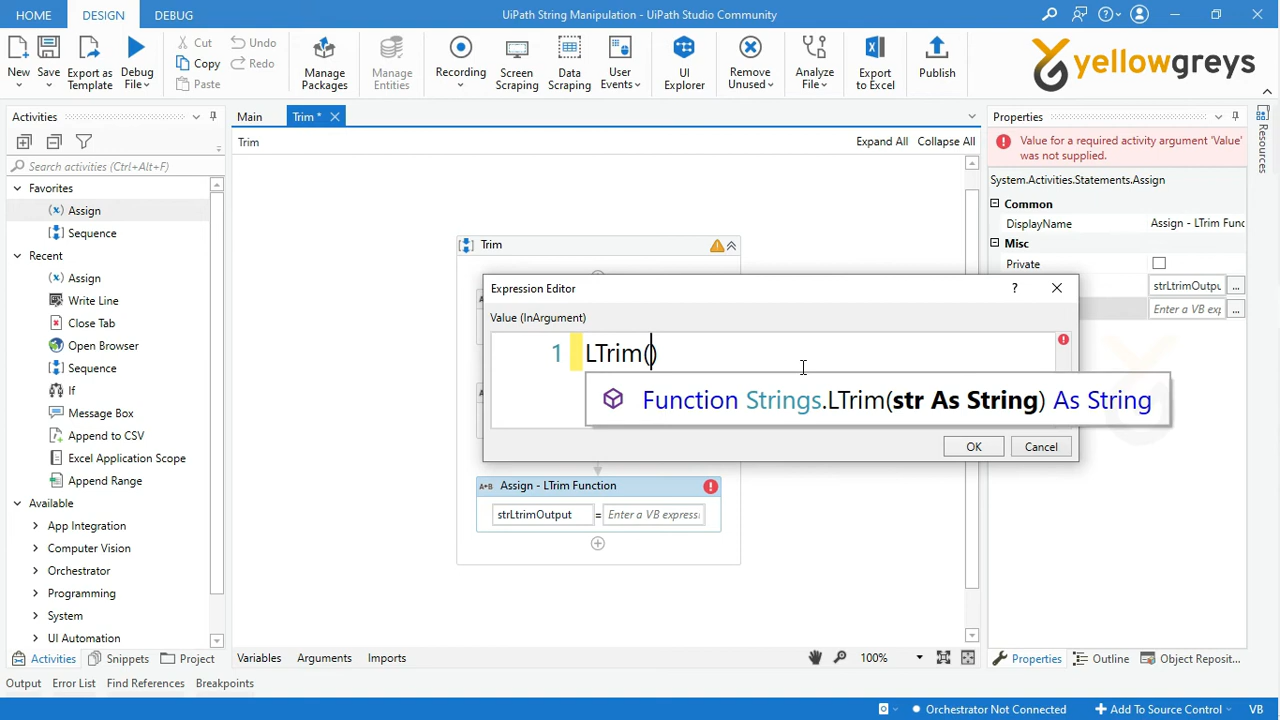 HOME
DESIGN
DEBUG
UiPath String Manipulation - UiPath Studio Community
New
Save
Export as
Template
Debug
File
Cut
Copy
Paste
Undo
Redo
Manage
Packages
Manage
Entities
Recording
Screen
Scraping
Data
Scraping
User
Events
UI
Explorer
Remove
Unused
Analyze
File
Export
to Excel
Publish
yellowgreys
Activities
Search activities (Ctrl+Alt+F)
Favorites
Assign
Sequence
Recent
Assign
Write Line
Close Tab
Open Browser
Sequence
If
Message Box
Append to CSV
Excel Application Scope
Append Range
Available
App Integration
Computer Vision
Orchestrator
Programming
System
UI Automation
Activities
Snippets
Project
Main
Trim *
Trim
Expand All
Collapse All
Trim
Expression Editor
?
Value (InArgument)
1
LTrim()
Function Strings.LTrim(str As String) As String
OK
Cancel
A+B Assign - LTrim Function
strLtrimOutput = Enter a VB express
Variables
Arguments
Imports
100%
Properties
Value for a required activity argument 'Value'
was not supplied.
System.Activities.Statements.Assign
Common
DisplayName
Assign - LTrim Func
Misc
Private
strLtrimOutpu
...
Enter a VB exp
...
Resources
Properties
Outline
Object Reposit...
Output
Error List
Find References
Breakpoints
Orchestrator Not Connected
Add To Source Control
VB